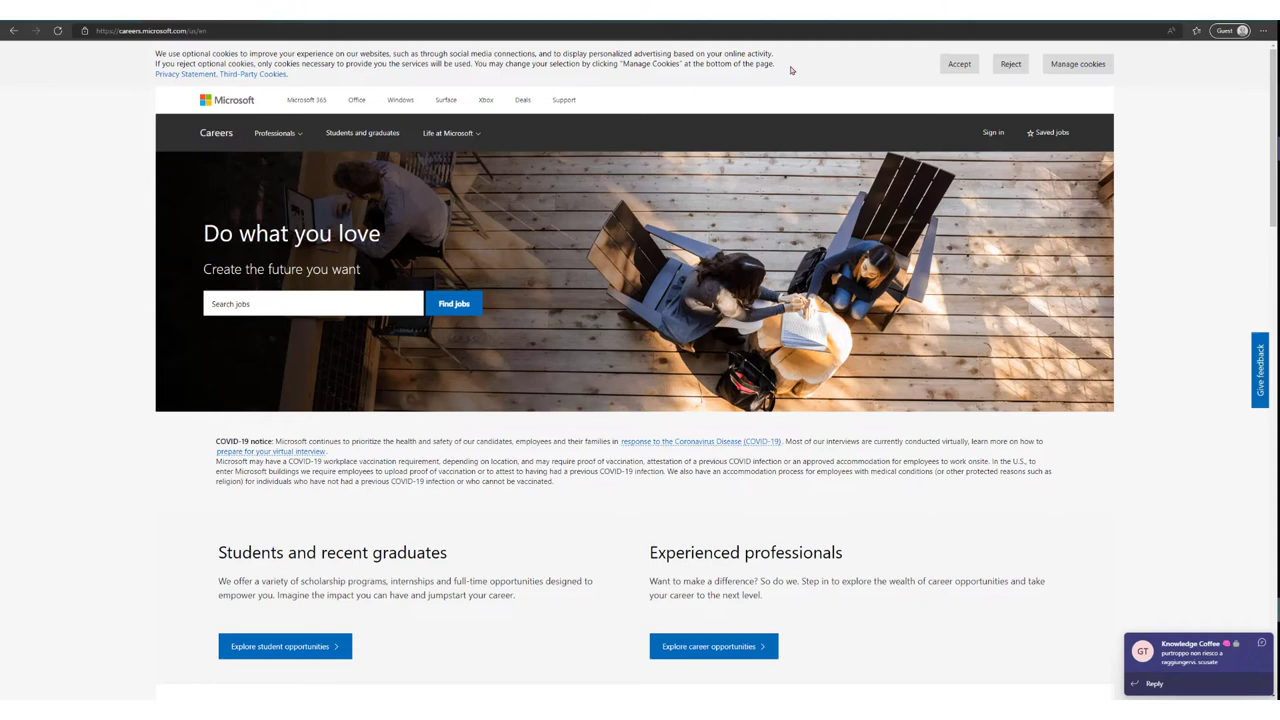 https://careers.microsoft.com/us/en
Guest
We use optional cookies to improve your experience on our websites, such as through social media connections, and to display personalized advertising based on your online activity.
If you reject optional cookies, only cookies necessary to provide you the services will be used. You may change your selection by clicking "Manage Cookies" at the bottom of the page.
Privacy Statement. Third-Party Cookies.
Accept
Reject
Manage cookies
Microsoft
Microsoft 365
Office
Windows
Surface
Xbox
Deals
Support
Careers
Professionals
Students and graduates
Life at Microsoft
Sign in
Saved jobs
Do what you love
Create the future you want
Search jobs
Find jobs
Give feedback
COVID-19 notice: Microsoft continues to prioritize the health and safety of our candidates, employees and their families in response to the Coronavirus Disease (COVID-19). Most of our interviews are currently conducted virtually, learn more on how to
prepare for your virtual interview.
Microsoft may have a COVID-19 workplace vaccination requirement, depending on location, and may require proof of vaccination, attestation of a previous COVID infection or an approved accommodation for employees to work onsite. In the U.S., to
enter Microsoft buildings we require employees to upload proof of vaccination or to attest to having had a previous COVID-19 infection. We also have an accommodation process for employees with medical conditions (or other protected reasons such as
religion) for individuals who have not had a previous COVID-19 infection or who cannot be vaccinated.
Students and recent graduates
We offer a variety of scholarship programs, internships and full-time opportunities designed to
empower you. Imagine the impact you can have and jumpstart your career.
Explore student opportunities
Experienced professionals
Want to make a difference? So do we. Step in to explore the wealth of career opportunities and take
your career to the next level.
Explore career opportunities
GT
Knowledge Coffee
purtroppo non riesco a
raggiungervi. scusate
Reply